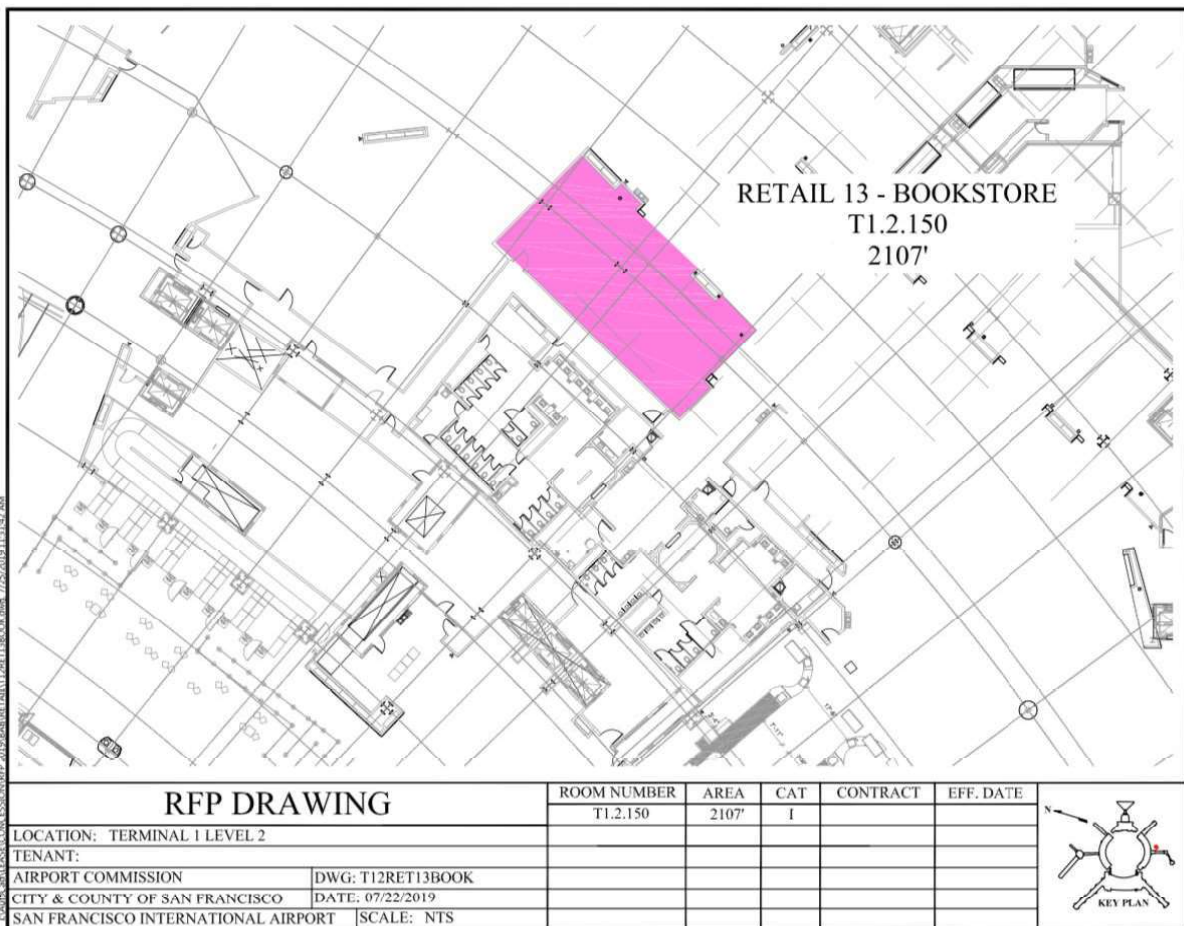 RETAIL 13 - BOOKSTORE
T1.2.150
2107'
RFP DRAWING
LOCATION: TERMINAL 1 LEVEL 2
TENANT:
AIRPORT COMMISSION
DWG: T12RET13BOOK
CITY & COUNTY OF SAN FRANCISCO
DATE: 07/22/2019
SAN FRANCISCO INTERNATIONAL AIRPORT
SCALE: NTS
ROOM NUMBER AREA CAT CONTRACT EFF. DATE
T1.2.150 2107' I
N
KEY PLAN